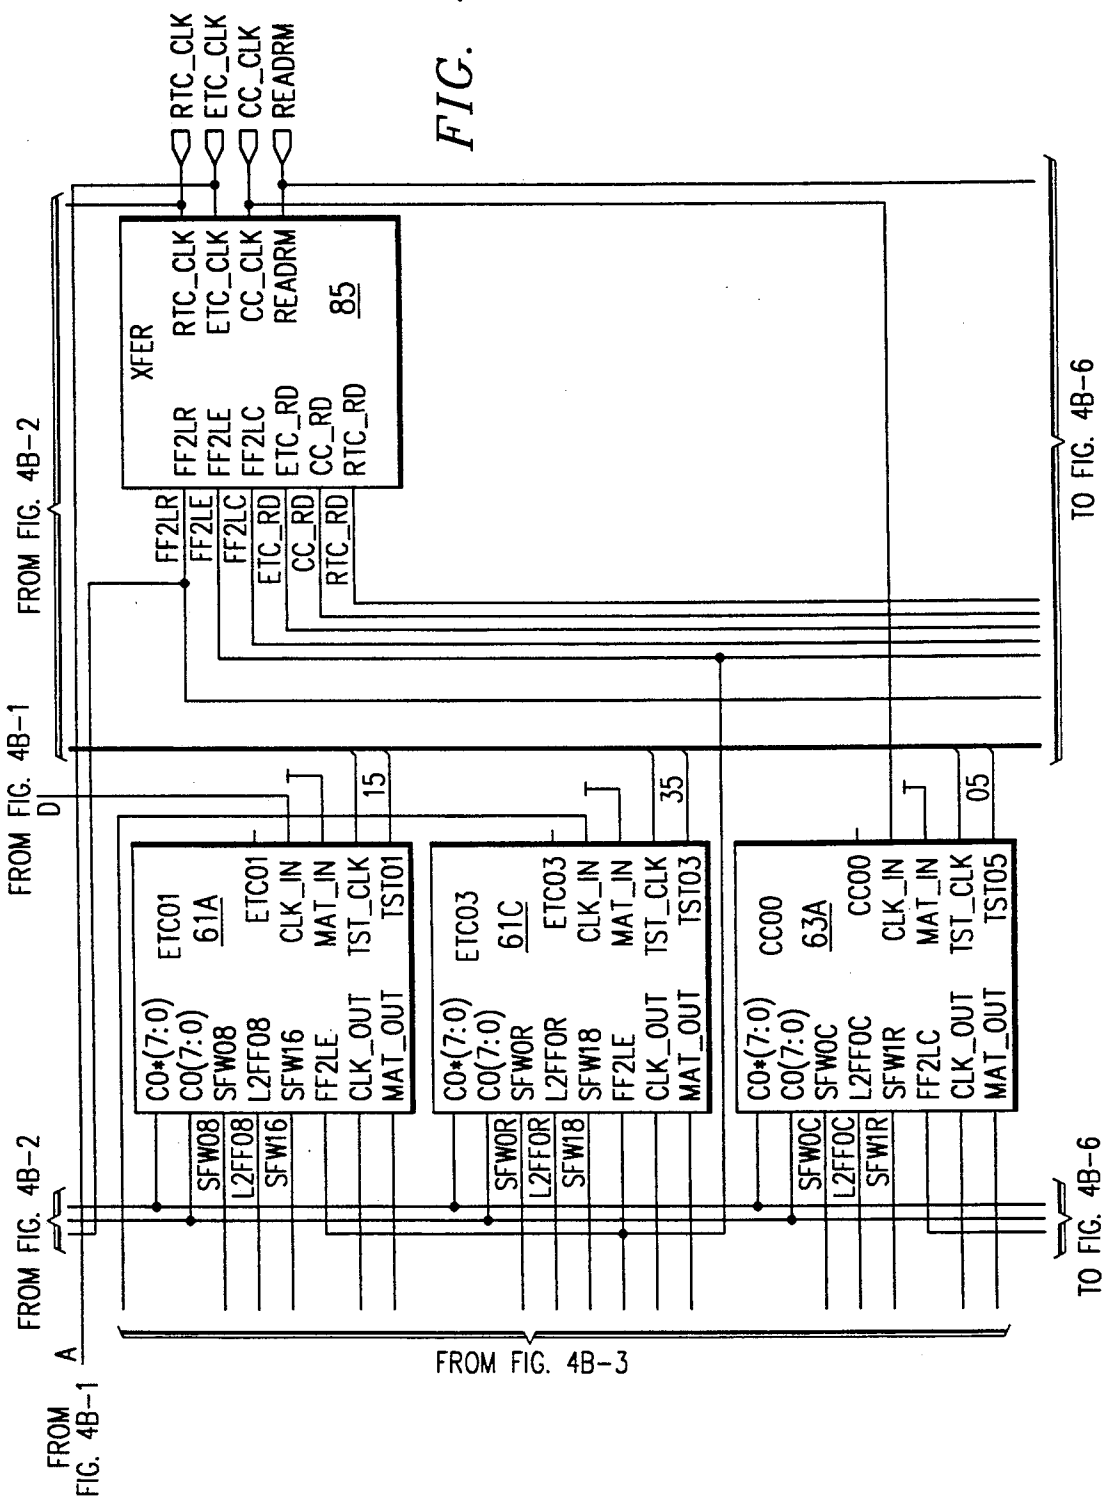 FROM FIG. 4B-1
A
FROM FIG. 4B-2
FROM FIG. 4B-1
D
FROM FIG. 4B-2
FROM FIG. 4B-3
ETC01
61A
CO*(7:0)
CO(7:0)
SFW08
L2FF08
SFW16
FF2LE
CLK_OUT
MAT_OUT
ETC01
CLK_IN
MAT_IN
TST_CLK
TST01
SFW08
L2FF08
SFW16
15
ETC03
61C
CO*(7:0)
CO(7:0)
SFW0R
L2FF0R
SFW18
FF2LE
CLK_OUT
MAT_OUT
ETC03
CLK_IN
MAT_IN
TST_CLK
TST03
SFW0R
L2FF0R
SFW18
35
CC00
63A
CO*(7:0)
CO(7:0)
SFW0C
L2FF0C
SFW1R
FF2LC
CLK_OUT
MAT_OUT
CC00
CLK_IN
MAT_IN
TST_CLK
TST05
SFW0C
L2FF0C
SFW1R
05
XFER
85
FF2LR
FF2LE
FF2LC
ETC_RD
CC_RD
RTC_RD
FF2LR
FF2LE
FF2LC
ETC_RD
CC_RD
RTC_RD
RTC_CLK
ETC_CLK
CC_CLK
READRM
RTC_CLK
ETC_CLK
CC_CLK
READRM
TO FIG. 4B-6
TO FIG. 4B-6
FIG.